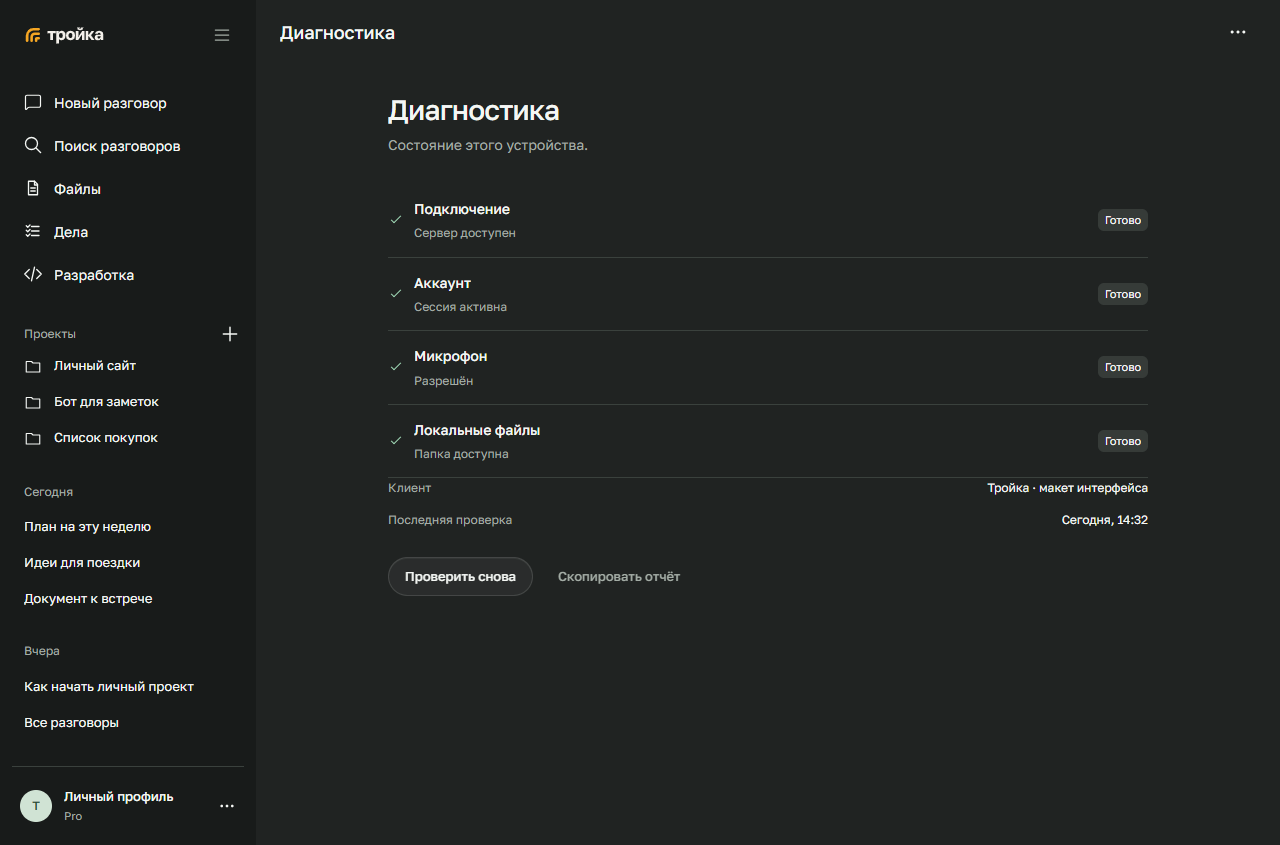 тройка
Новый разговор
Поиск разговоров
Файлы
Дела
Разработка
Проекты
Личный сайт
Бот для заметок
Список покупок
Сегодня
План на эту неделю
Идеи для поездки
Документ к встрече
Вчера
Как начать личный проект
Все разговоры
Т
Личный профиль
Pro
Диагностика
Диагностика
Состояние этого устройства.
Подключение
Сервер доступен
Готово
Аккаунт
Сессия активна
Готово
Микрофон
Разрешён
Готово
Локальные файлы
Папка доступна
Готово
Клиент
Тройка · макет интерфейса
Последняя проверка
Сегодня, 14:32
Проверить снова
Скопировать отчёт